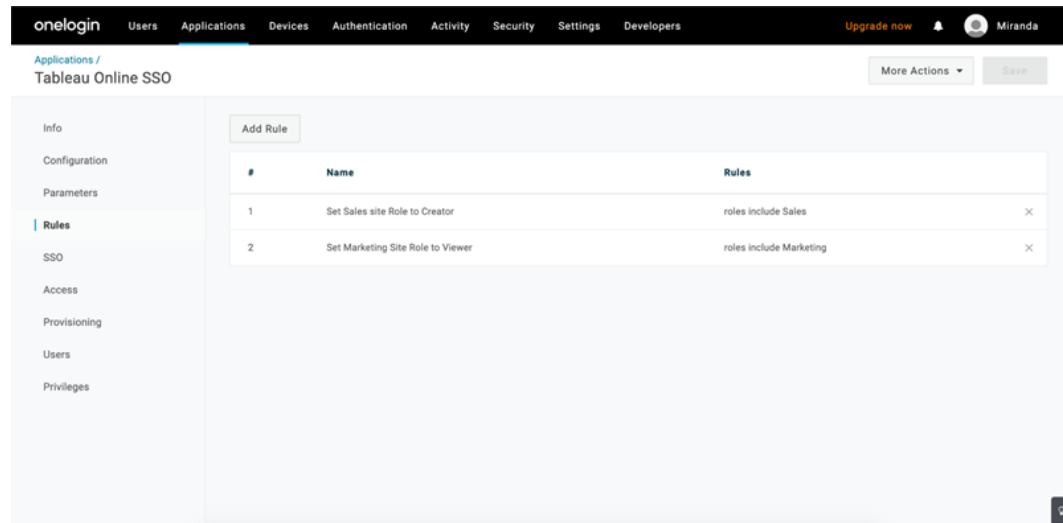 onelogin Users Applications Devices Authentication Activity Security Settings Developers Upgrade now Miranda
Applications /
Tableau Online SSO
More Actions Save
Info
Configuration
Parameters
Rules
SSO
Access
Provisioning
Users
Privileges
Add Rule
# Name Rules
1 Set Sales site Role to Creator roles include Sales
2 Set Marketing Site Role to Viewer roles include Marketing